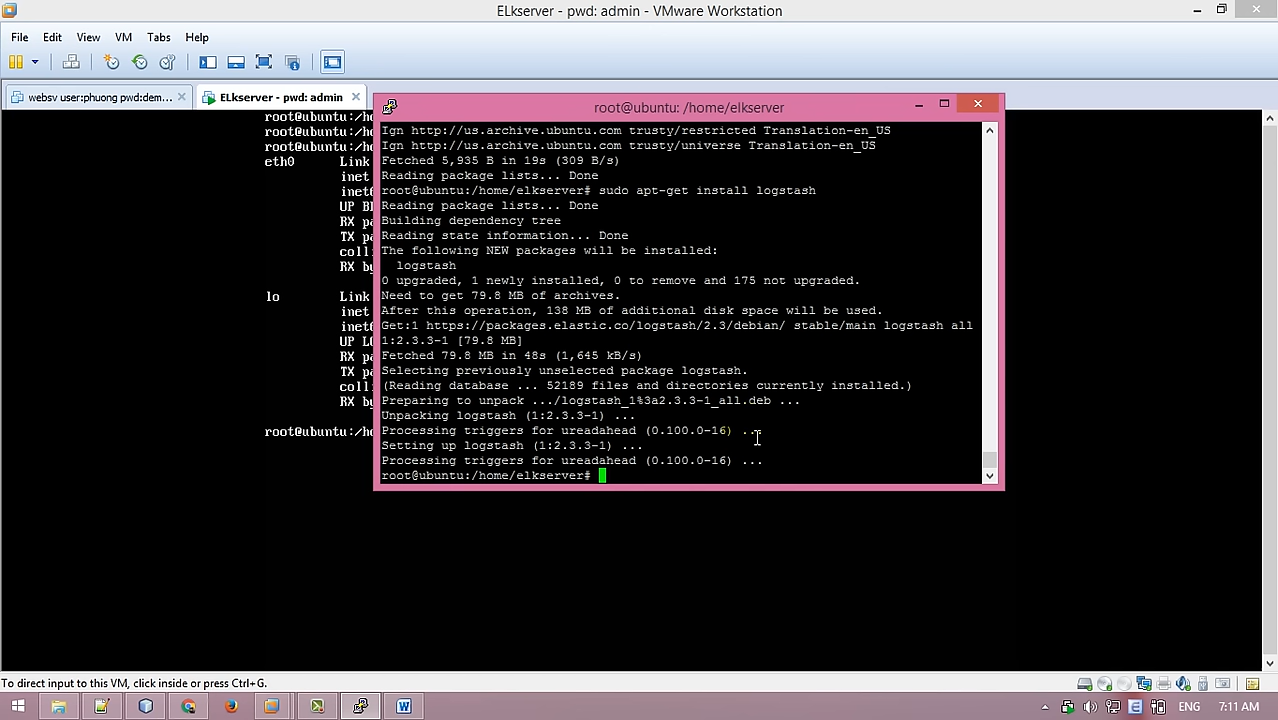 ELkserver - pwd: admin - VMware Workstation
File Edit View VM Tabs Help
websv user:phuong pwd:dem...
ELkserver - pwd: admin
root@ubuntu: /home/elkserver
root@ubuntu:/ho
root@ubuntu:/ho
root@ubuntu:/ho
eth0 Link
inet
inet6
UP BR
RX pa
TX pa
coll
RX by
lo Link
inet
inet6
UP LO
RX pa
TX pa
coll
RX by
root@ubuntu:/ho
Ign http://us.archive.ubuntu.com trusty/restricted Translation-en_US
Ign http://us.archive.ubuntu.com trusty/universe Translation-en_US
Fetched 5,935 B in 19s (309 B/s)
Reading package lists... Done
root@ubuntu:/home/elkserver# sudo apt-get install logstash
Reading package lists... Done
Building dependency tree
Reading state information... Done
The following NEW packages will be installed:
logstash
0 upgraded, 1 newly installed, 0 to remove and 175 not upgraded.
Need to get 79.8 MB of archives.
After this operation, 138 MB of additional disk space will be used.
Get:1 https://packages.elastic.co/logstash/2.3/debian/ stable/main logstash all
1:2.3.3-1 [79.8 MB]
Fetched 79.8 MB in 48s (1,645 kB/s)
Selecting previously unselected package logstash.
(Reading database ... 52189 files and directories currently installed.)
Preparing to unpack .../logstash_1%3a2.3.3-1_all.deb ...
Unpacking logstash (1:2.3.3-1) ...
Processing triggers for ureadahead (0.100.0-16) ...
Setting up logstash (1:2.3.3-1) ...
Processing triggers for ureadahead (0.100.0-16) ...
root@ubuntu:/home/elkserver#
To direct input to this VM, click inside or press Ctrl+G.
ENG 7:11 AM